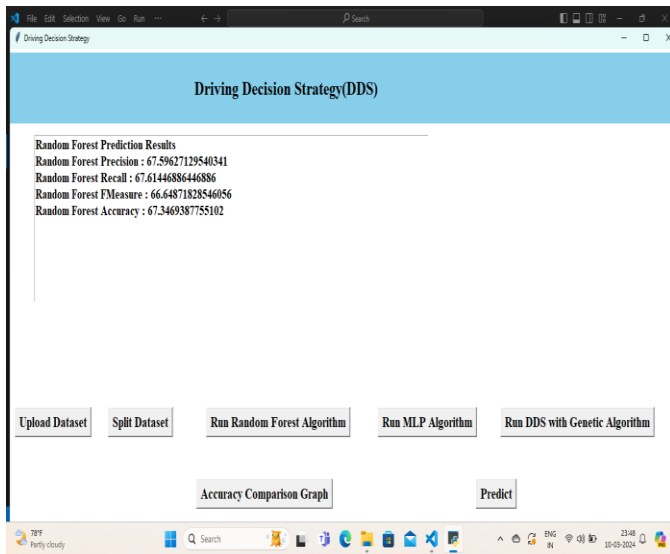 File Edit Selection View Go Run ···
Search
Driving Decision Strategy
Driving Decision Strategy(DDS)
Random Forest Prediction Results
Random Forest Precision : 67.59627129540341
Random Forest Recall : 67.61446886446886
Random Forest FMeasure : 66.64871828546056
Random Forest Accuracy : 67.3469387755102
Upload Dataset Split Dataset Run Random Forest Algorithm Run MLP Algorithm Run DDS with Genetic Algorithm
Accuracy Comparison Graph Predict
78°F
Partly cloudy
Search
ENG
IN
23:48
10-03-2024